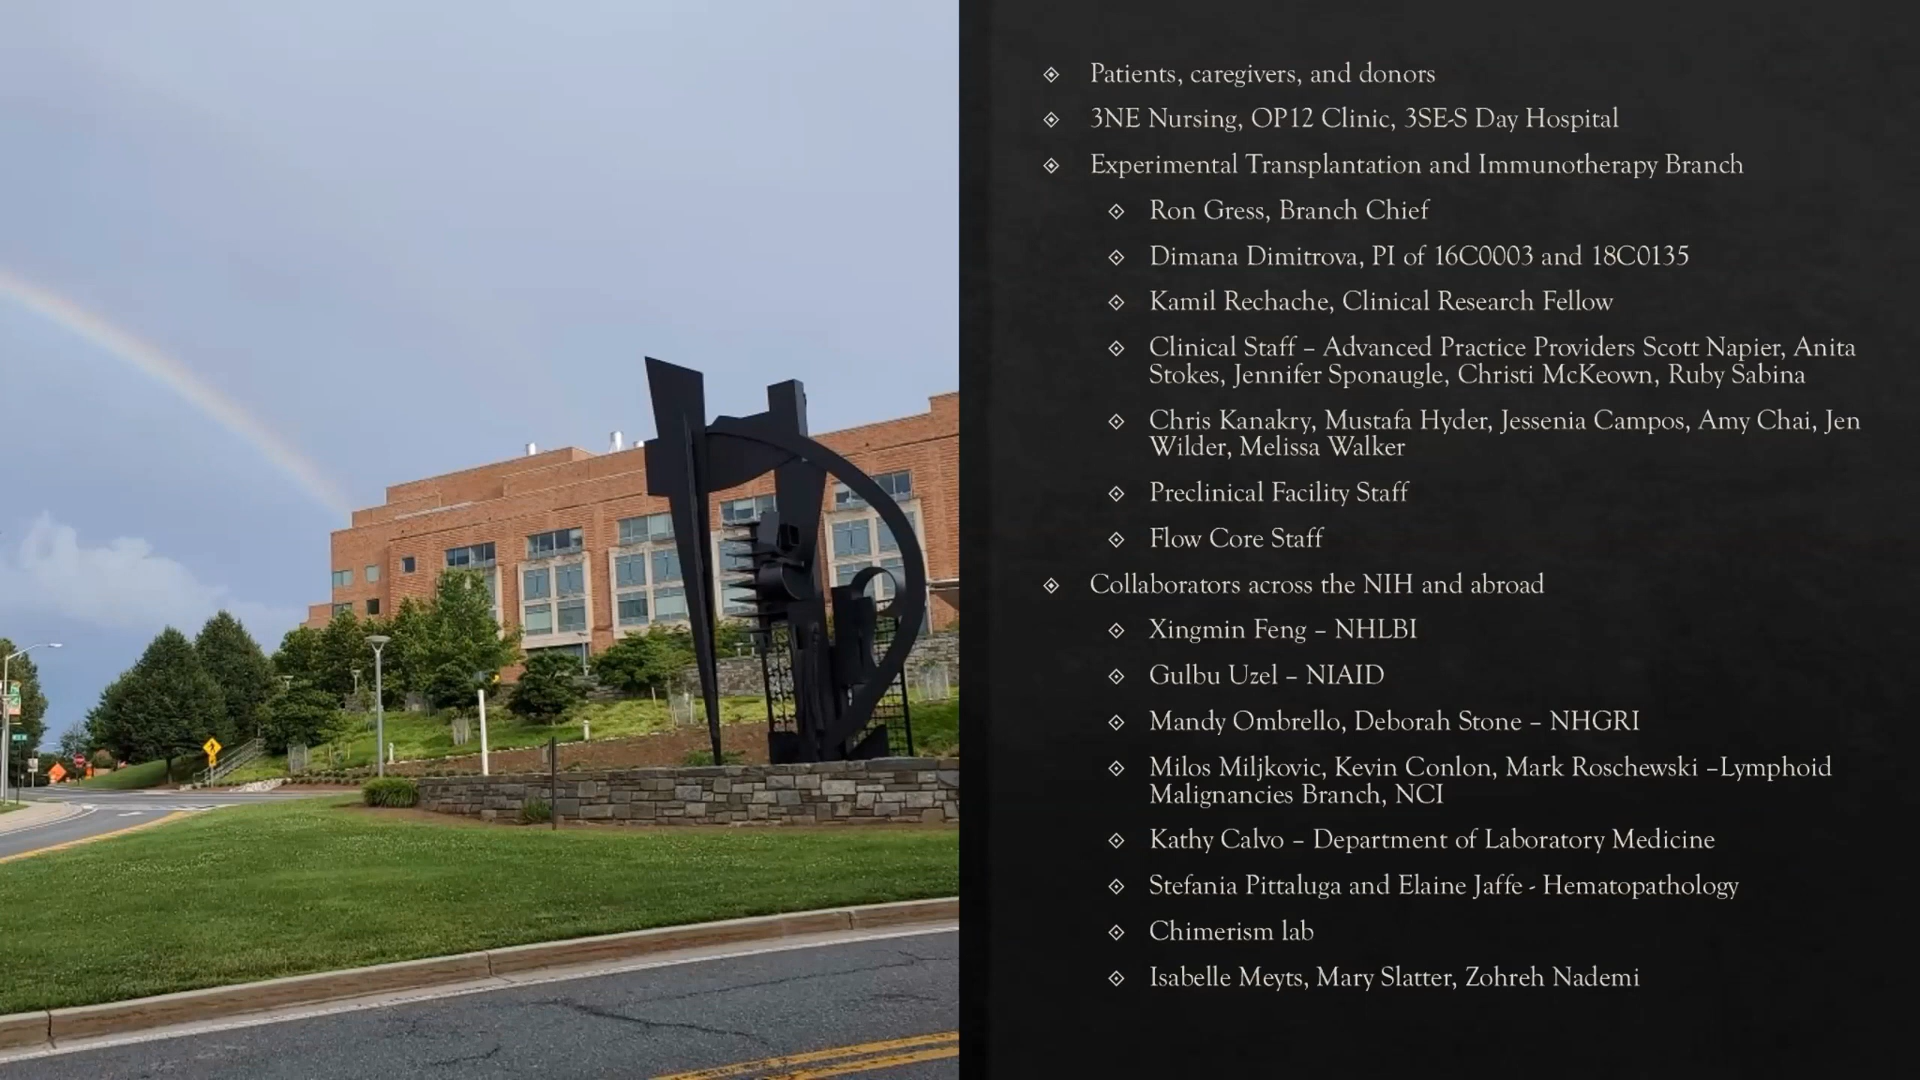 Patients, caregivers, and donors
3NE Nursing, OP12 Clinic, 3SE-S Day Hospital
Experimental Transplantation and Immunotherapy Branch
Ron Gress, Branch Chief
Dimana Dimitrova, PI of 16C0003 and 18C0135
Kamil Rechache, Clinical Research Fellow
Clinical Staff – Advanced Practice Providers Scott Napier, Anita
Stokes, Jennifer Sponaugle, Christi McKeown, Ruby Sabina
Chris Kanakry, Mustafa Hyder, Jessenia Campos, Amy Chai, Jen
Wilder, Melissa Walker
Preclinical Facility Staff
Flow Core Staff
Collaborators across the NIH and abroad
Xingmin Feng – NHLBI
Gulbu Uzel – NIAID
Mandy Ombrello, Deborah Stone – NHGRI
Milos Miljkovic, Kevin Conlon, Mark Roschewski –Lymphoid
Malignancies Branch, NCI
Kathy Calvo – Department of Laboratory Medicine
Stefania Pittaluga and Elaine Jaffe - Hematopathology
Chimerism lab
Isabelle Meyts, Mary Slatter, Zohreh Nademi